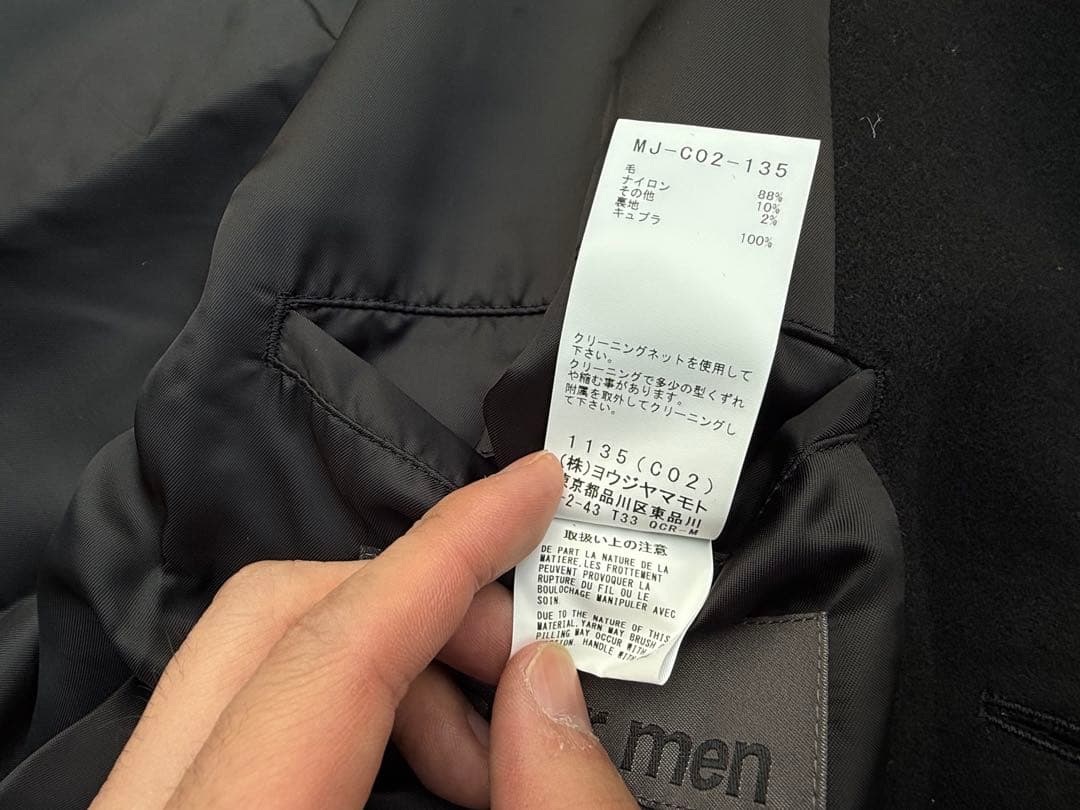 MJ-C02-135
毛 88%
ナイロン 10%
その他 2%
裏地
キュプラ 100%
クリーニングネットを使用して
下さい。
クリーニングで多少の型くずれ
や縮む事があります。
附属を取外してクリーニングし
て下さい。
1135(C02)
(株)ヨウジヤマモト
東京都品川区東品川
-2-43 T33 QCR-M
取扱い上の注意
DE PART LA NATURE DE LA
MATIERE,LES FROTTEMENT
PEUVENT PROVOQUER LA
RUPTURE DU FIL OU LE
BOULOCHAGE MANIPULER AVEC
SOIN
DUE TO THE NATURE OF THIS
MATERIAL,YARN MAY BRUSH
PILLING MAY OCCUR WITH
HANDLE WITH
men